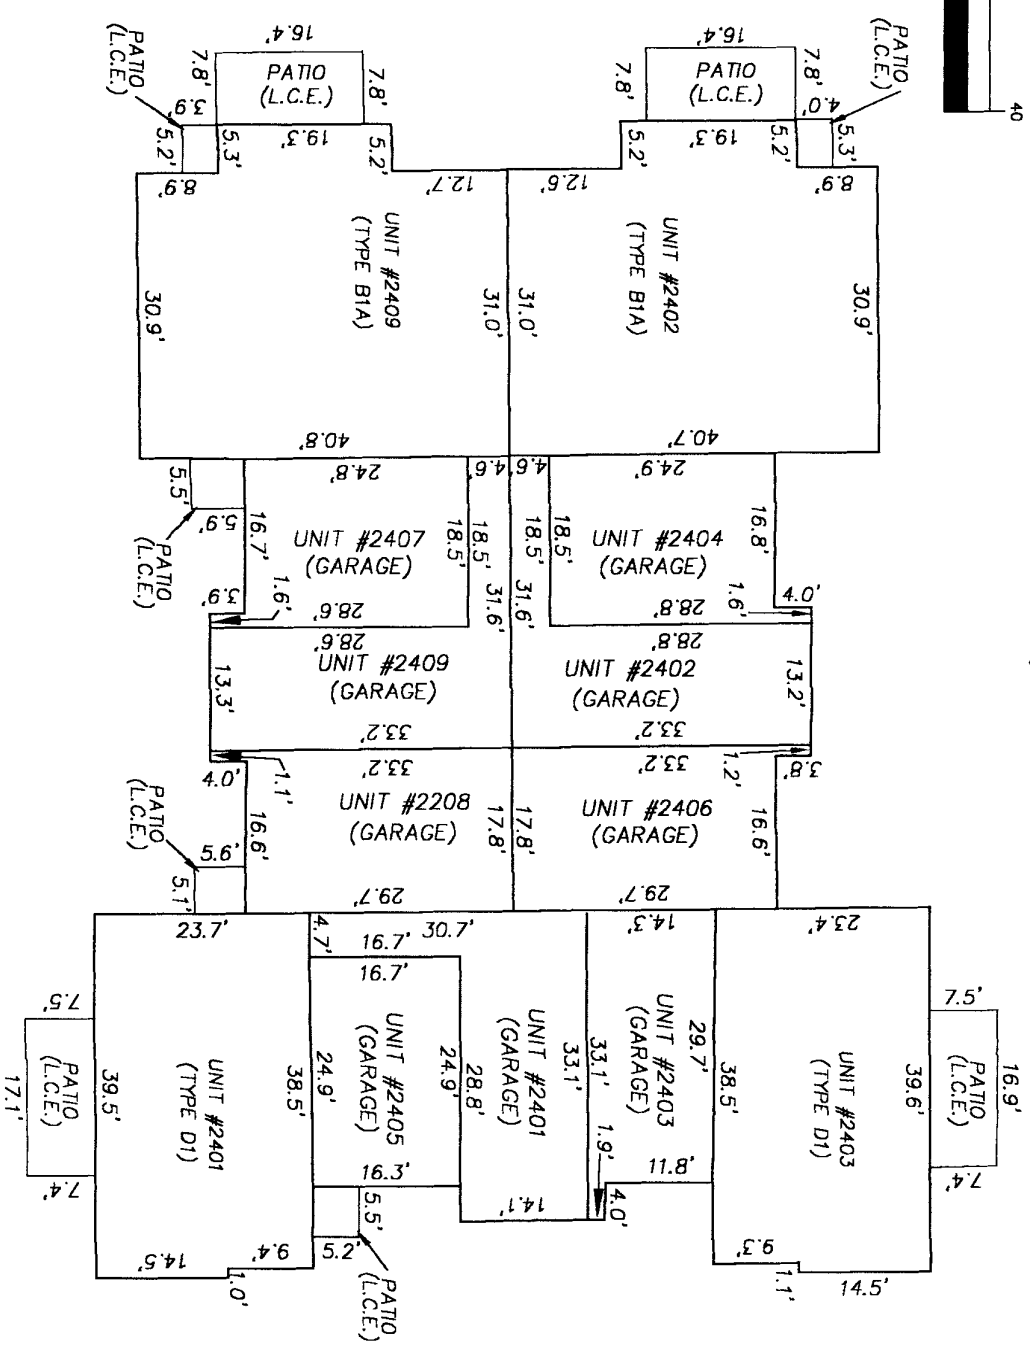 40
PATIO
(L.C.E.)
16.4'
7.8'
PATIO
(L.C.E.)
7.8'
3.9'
5.2'
5.3'
19.3'
5.2'
8.9'
12.7'
16.4'
7.8'
PATIO
(L.C.E.)
7.8'
PATIO
(L.C.E.)
4.0'
5.2'
19.3'
5.2'
5.3'
12.6'
8.9'
UNIT #2409
(TYPE B1A)
30.9'
31.0'
40.8'
UNIT #2402
(TYPE B1A)
31.0'
30.9'
40.7'
5.5'
5.9'
PATIO
(L.C.E.)
24.8'
4.6'
4.6'
24.9'
16.7'
UNIT #2407
(GARAGE)
18.5'
18.5'
18.5'
UNIT #2404
(GARAGE)
16.8'
3.9'
1.6'
28.6'
31.6'
31.6'
28.8'
1.6'
4.0'
28.6'
UNIT #2409
(GARAGE)
13.3'
33.2'
28.8'
UNIT #2402
(GARAGE)
13.2'
33.2'
4.0'
1.1'
33.2'
UNIT #2208
(GARAGE)
16.6'
17.8'
29.7'
33.2'
1.2'
3.8'
UNIT #2406
(GARAGE)
17.8'
16.6'
29.7'
PATIO
(L.C.E.)
5.6'
5.1'
23.7'
4.7'
16.7'
30.7'
14.3'
23.4'
16.7'
UNIT #2405
(GARAGE)
24.9'
24.9'
16.3'
UNIT #2401
(GARAGE)
28.8'
33.1'
14.1'
33.1'
UNIT #2403
(GARAGE)
29.7'
1.9'
4.0'
11.8'
7.5'
PATIO
(L.C.E.)
17.1'
7.4'
39.5'
UNIT #2401
(TYPE D1)
38.5'
14.5'
1.0'
9.4'
5.5'
5.2'
PATIO
(L.C.E.)
38.5'
UNIT #2403
(TYPE D1)
39.6'
9.3'
1.1'
14.5'
7.5'
PATIO
(L.C.E.)
16.9'
7.4'